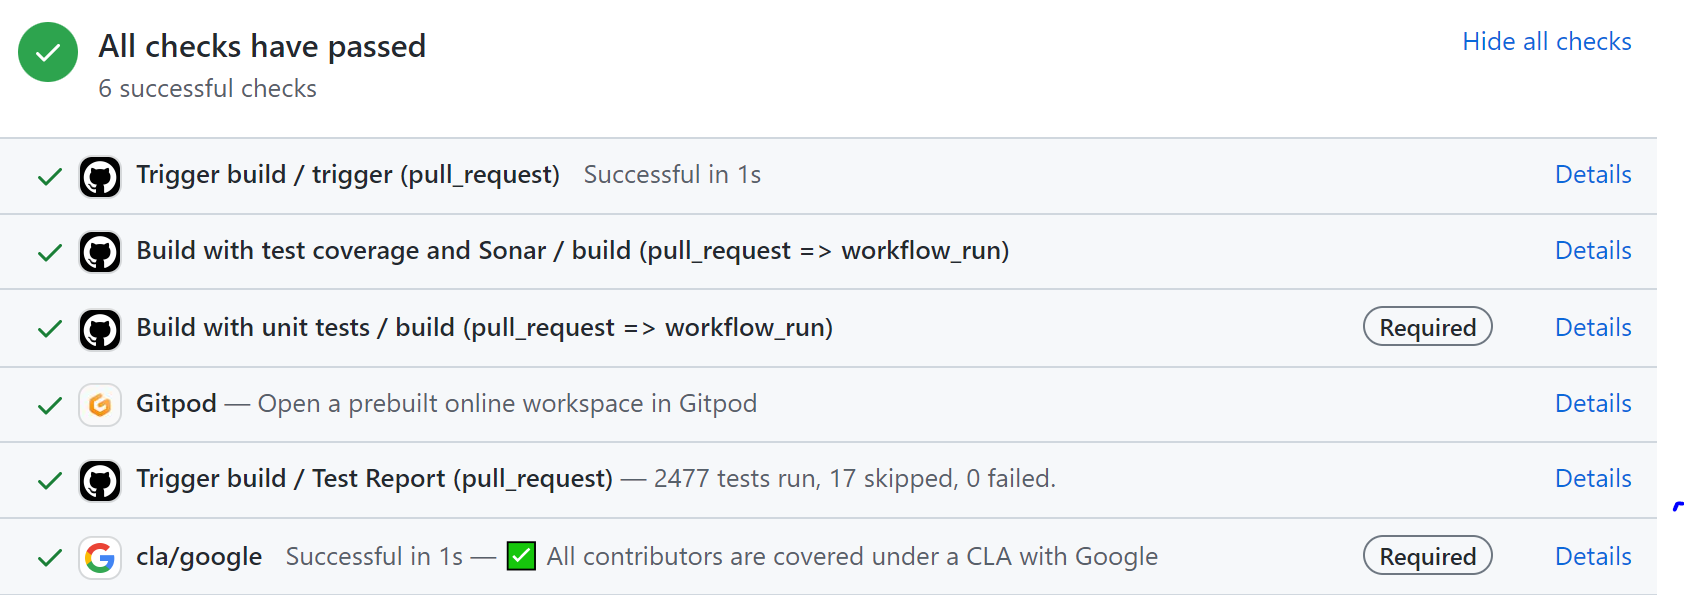 All checks have passed
Hide all checks
6 successful checks
Trigger build / trigger (pull_request) Successful in 1s Details
Build with test coverage and Sonar / build (pull_request => workflow_run) Details
Build with unit tests / build (pull_request => workflow_run) Required Details
Gitpod — Open a prebuilt online workspace in Gitpod Details
Trigger build / Test Report (pull_request) — 2477 tests run, 17 skipped, 0 failed. Details
cla/google Successful in 1s — ✅ All contributors are covered under a CLA with Google Required Details